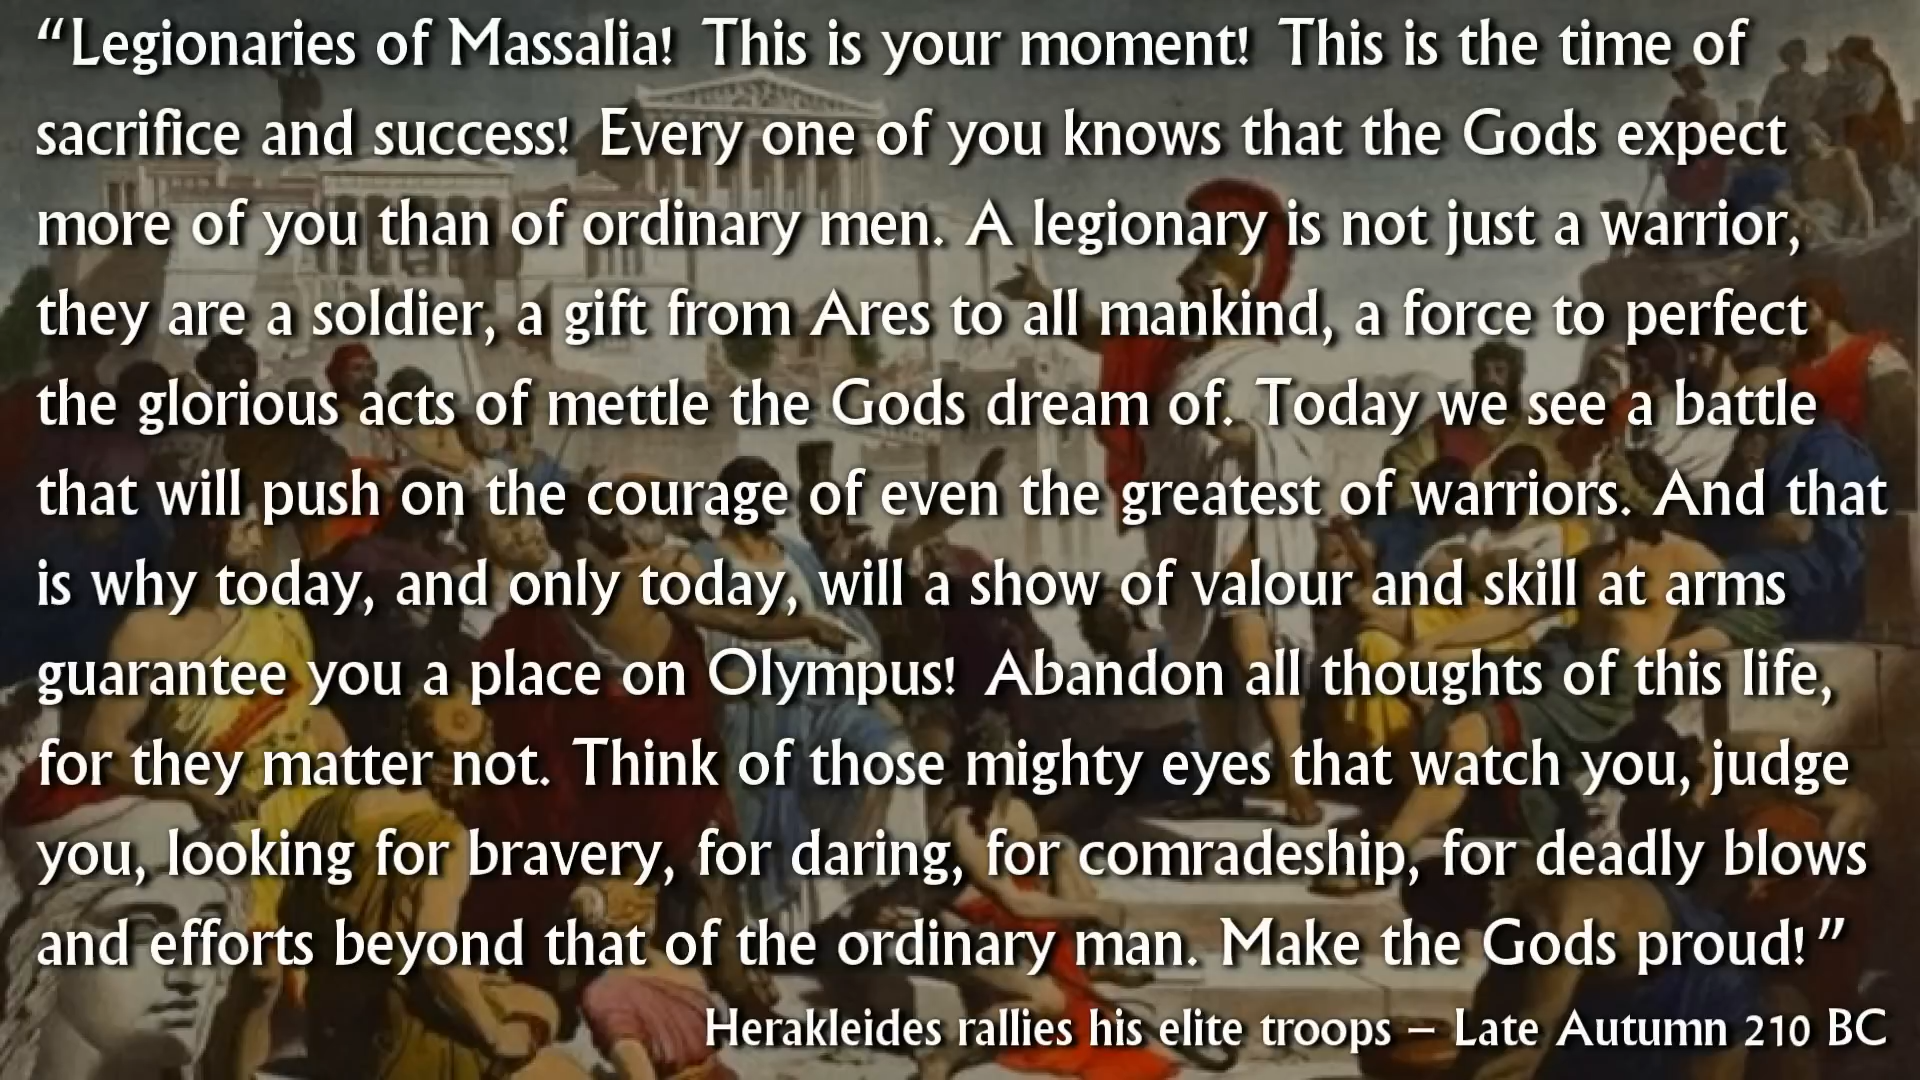 “Legionaries of Massalia! This is your moment! This is the time of
sacrifice and success! Every one of you knows that the Gods expect
more of you than of ordinary men. A legionary is not just a warrior,
they are a soldier, a gift from Ares to all mankind, a force to perfect
the glorious acts of mettle the Gods dream of. Today we see a battle
that will push on the courage of even the greatest of warriors. And that
is why today, and only today, will a show of valour and skill at arms
guarantee you a place on Olympus! Abandon all thoughts of this life,
for they matter not. Think of those mighty eyes that watch you, judge
you, looking for bravery, for daring, for comradeship, for deadly blows
and efforts beyond that of the ordinary man. Make the Gods proud!”
Herakleides rallies his elite troops – Late Autumn 210 BC